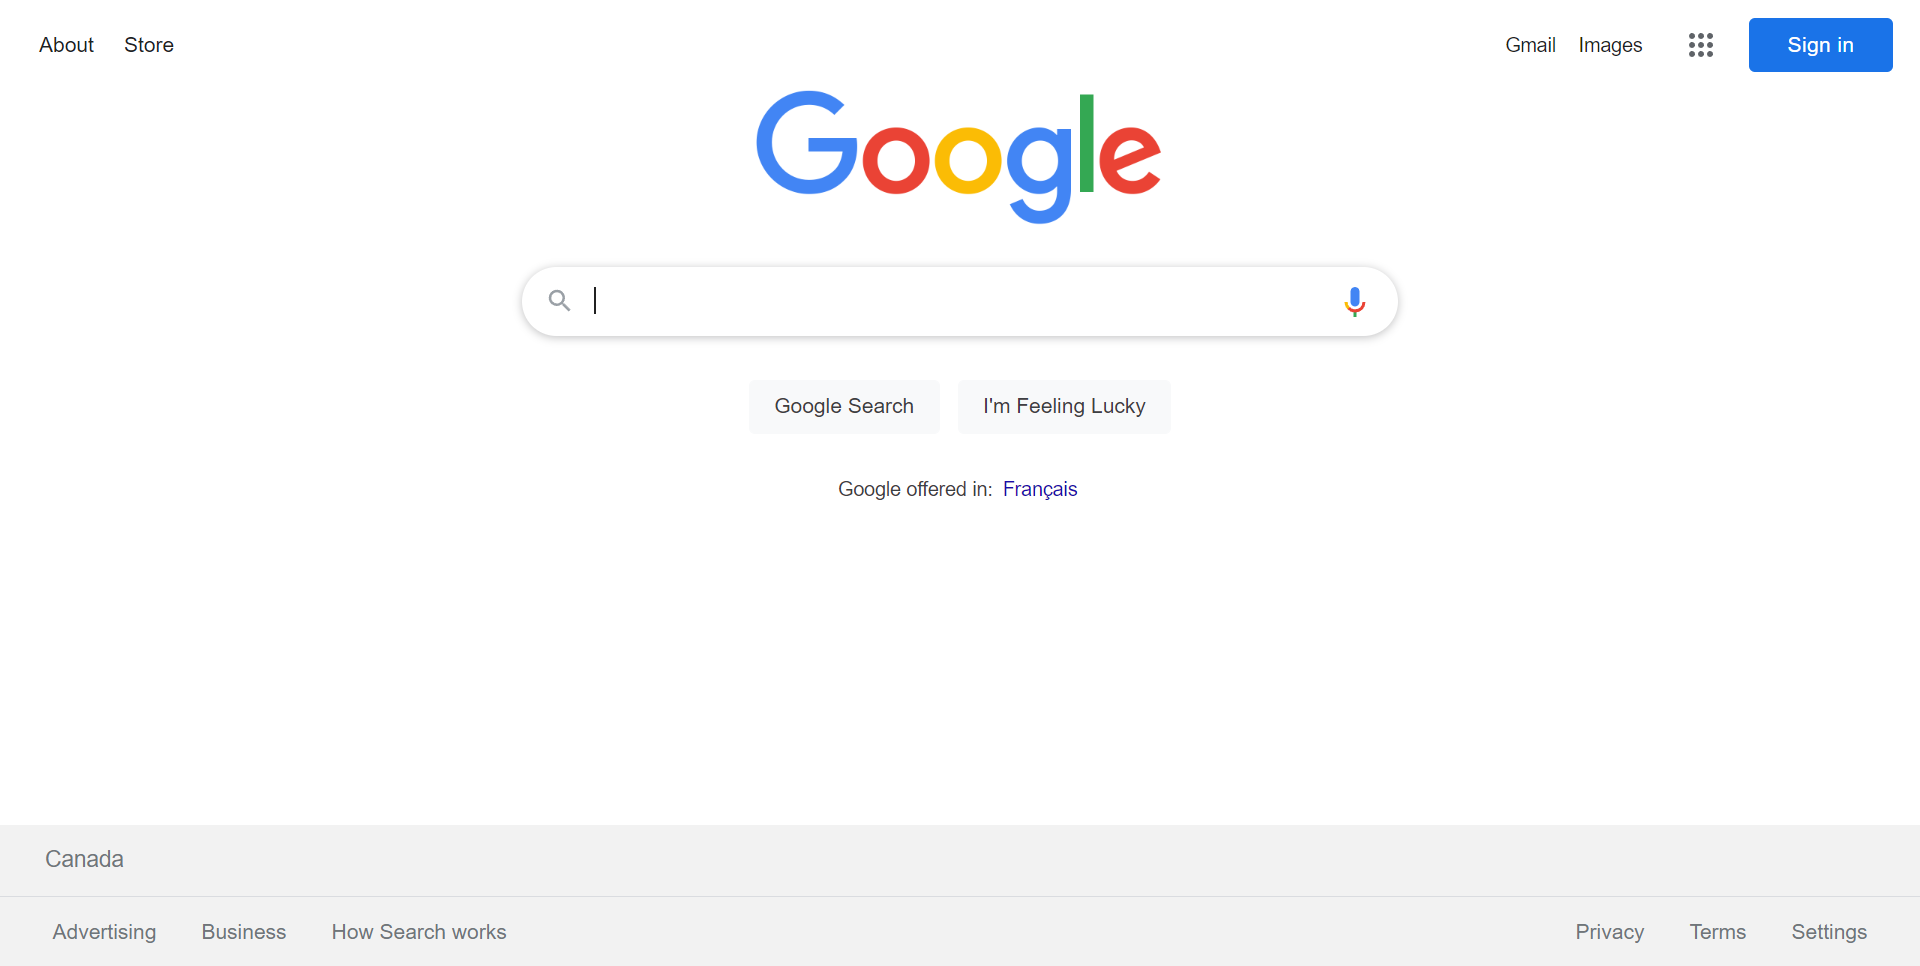 About Store Gmail Images Sign in
Google
Google Search I'm Feeling Lucky
Google offered in: Français
Canada
Advertising Business How Search works Privacy Terms Settings